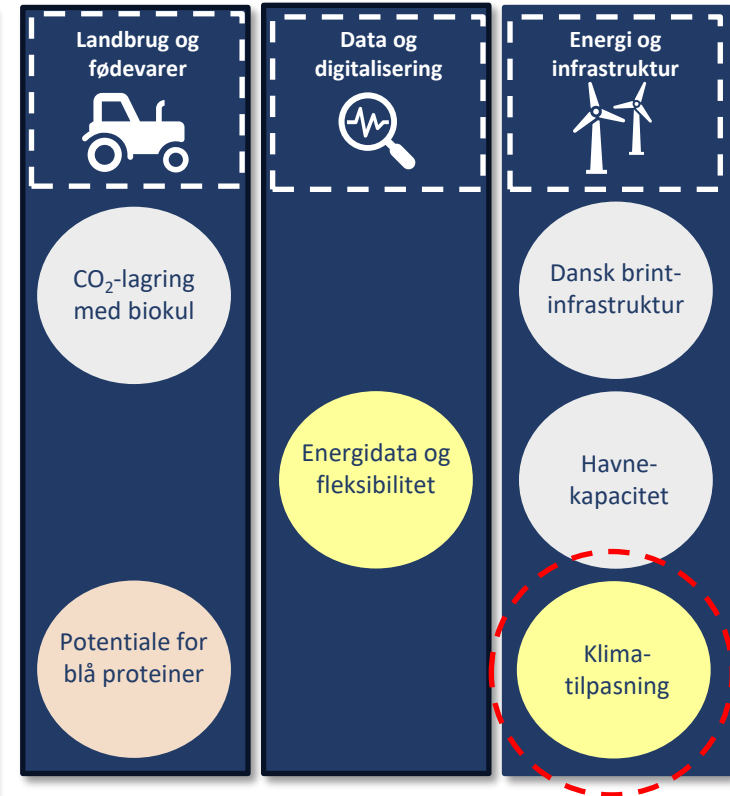 Landbrug og
fødevarer
CO₂-lagring
med biokul
Potentiale for
blå proteiner
Data og
digitalisering
Energidata og
fleksibilitet
Energi og
infrastruktur
Dansk brint-
infrastruktur
Havne-
kapacitet
Klima-
tilpasning